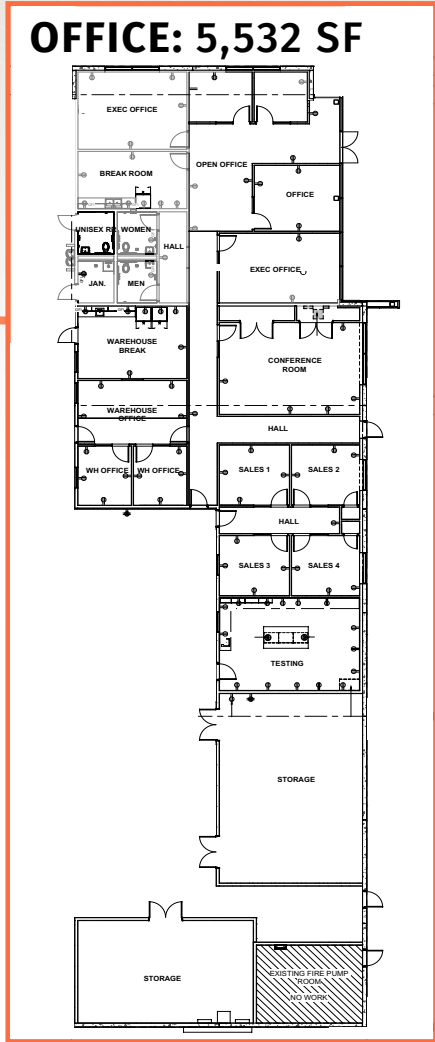 OFFICE: 5,532 SF
EXEC OFFICE
BREAK ROOM
OPEN OFFICE
OFFICE
UNISEX RR
WOMEN
HALL
EXEC OFFICE
JAN.
MEN
WAREHOUSE
BREAK
CONFERENCE
ROOM
WAREHOUSE
OFFICE
HALL
WH OFFICE
WH OFFICE
SALES 1
SALES 2
HALL
SALES 3
SALES 4
TESTING
STORAGE
STORAGE
EXISTING FIRE PUMP
ROOM
NO WORK